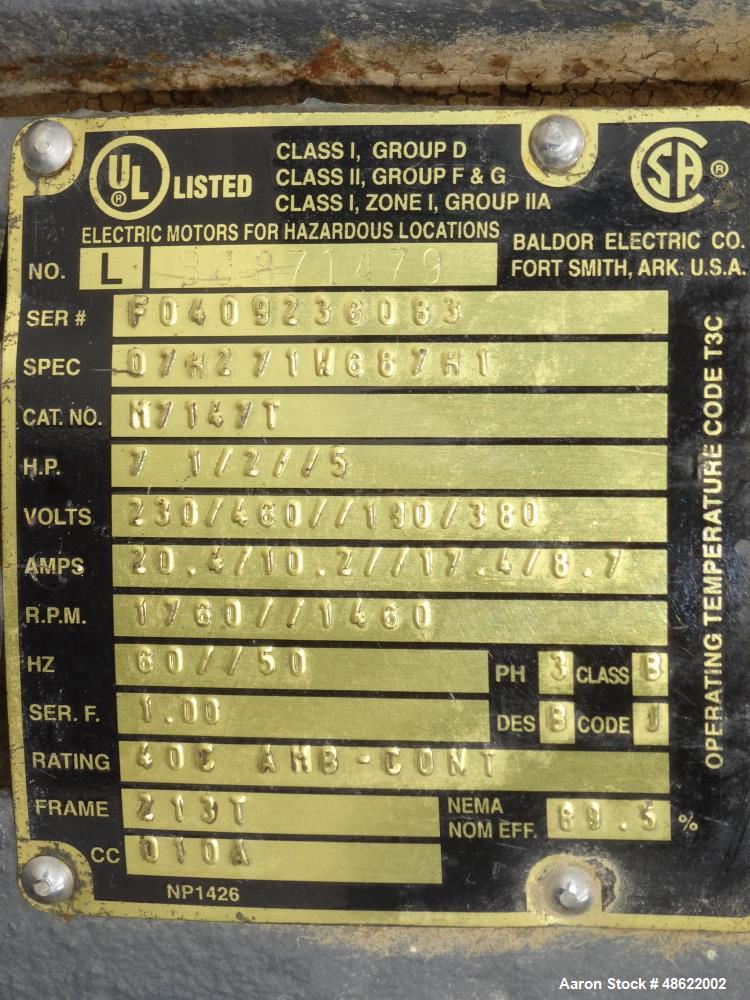 UL
®
LISTED
CLASS I, GROUP D
CLASS II, GROUP F & G
CLASS I, ZONE I, GROUP IIA
SA ®
ELECTRIC MOTORS FOR HAZARDOUS LOCATIONS
BALDOR ELECTRIC CO.
FORT SMITH, ARK. U.S.A.
NO. L
SER # F0409236083
SPEC 07H271W687H1
CAT. NO. M7147T
H.P. 7 1/2//5
VOLTS 230/460//190/380
AMPS 20.4/10.2//17.4/8.7
R.P.M. 1760//1460
HZ 60//50 PH 3 CLASS B
SER. F. 1.00 DES B CODE J
RATING 40C AMB-CONT
FRAME 213T NEMA NOM EFF. 89.5 %
CC 010A
NP1426
OPERATING TEMPERATURE CODE T3C
Aaron Stock # 48622002